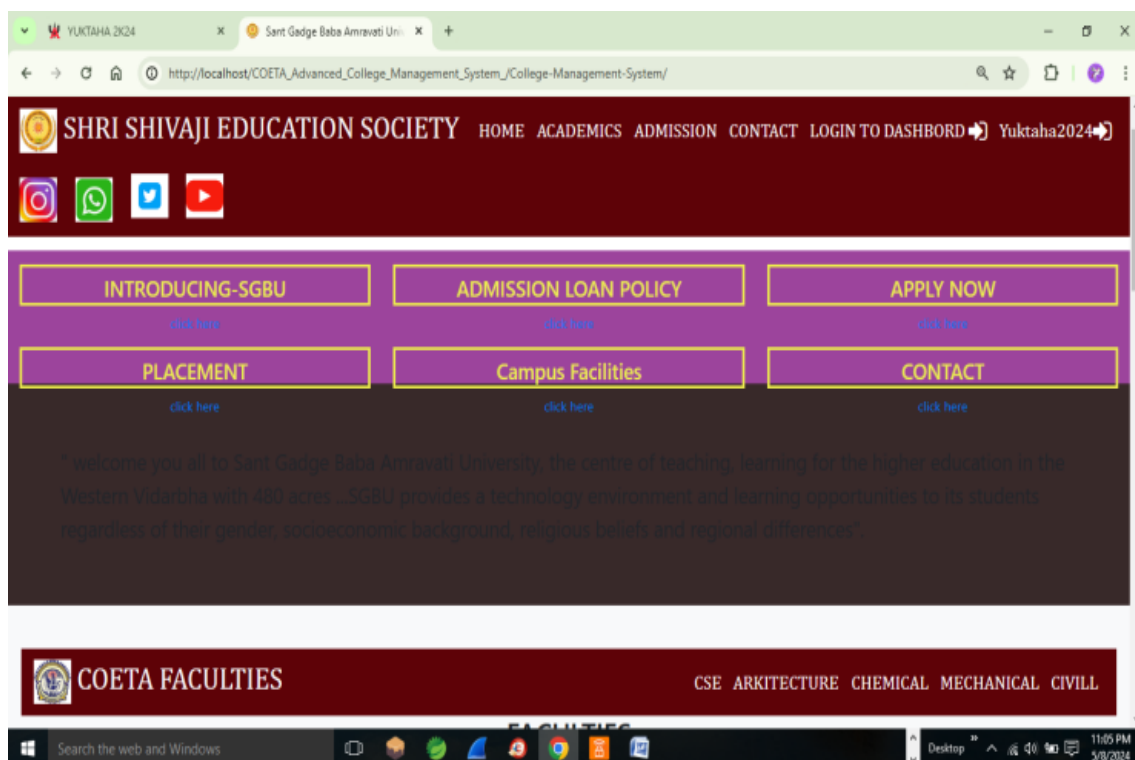 YUKTAHA 2K24
Sant Gadge Baba Amravati Uni
http://localhost/COETA_Advanced_College_Management_System_/College-Management-System/
SHRI SHIVAJI EDUCATION SOCIETY HOME ACADEMICS ADMISSION CONTACT LOGIN TO DASHBORD Yuktaha2024
INTRODUCING-SGBU ADMISSION LOAN POLICY APPLY NOW
click here click here click here
PLACEMENT Campus Facilities CONTACT
click here click here click here
" welcome you all to Sant Gadge Baba Amravati University, the centre of teaching, learning for the higher education in the
Western Vidarbha with 480 acres ...SGBU provides a technology environment and learning opportunities to its students
regardless of their gender, socioeconomic background, religious beliefs and regional differences".
COETA FACULTIES CSE ARKITECTURE CHEMICAL MECHANICAL CIVILL
FACULTIES
Search the web and Windows Desktop 11:05 PM
5/8/2024